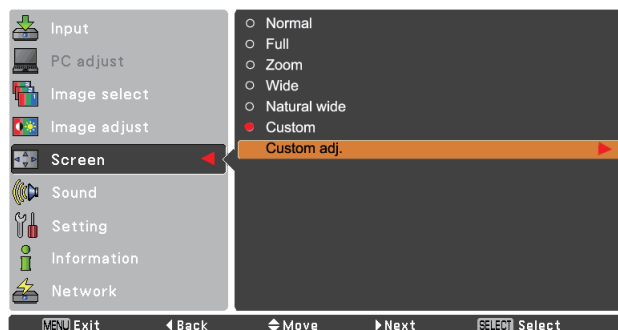 Input
PC adjust
Image select
Image adjust
Screen
Sound
Setting
Information
Network
Normal
Full
Zoom
Wide
Natural wide
Custom
Custom adj.
MENU Exit Back Move Next SELECT Select